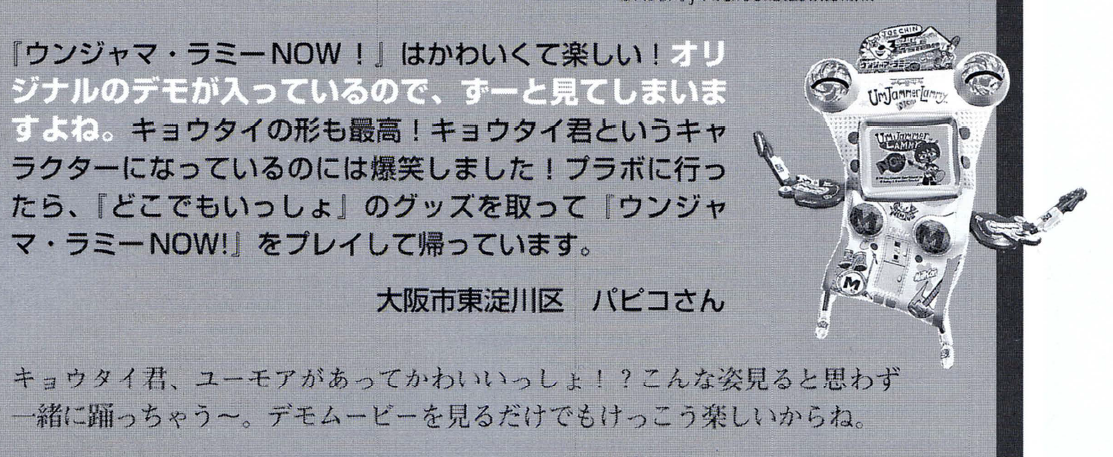 『ウンジャマ・ラミーNOW！』はかわいくて楽しい！オリ
ジナルのデモが入っているので、ずーと見てしまいま
すよね。キョウタイの形も最高！キョウタイ君というキャ
ラクターになっているのには爆笑しました！プラボに行っ
たら、『どこでもいっしょ』のグッズを取って『ウンジャ
マ・ラミーNOW!』をプレイして帰っています。
大阪市東淀川区　パピコさん
JOE CHIN
UmJammerLammy
NOW!
UmJammer
LAMMY
M
M
キョウタイ君、ユーモアがあってかわいいっしょ！？こんな姿見ると思わず
一緒に踊っちゃう〜。デモムービーを見るだけでもけっこう楽しいからね。